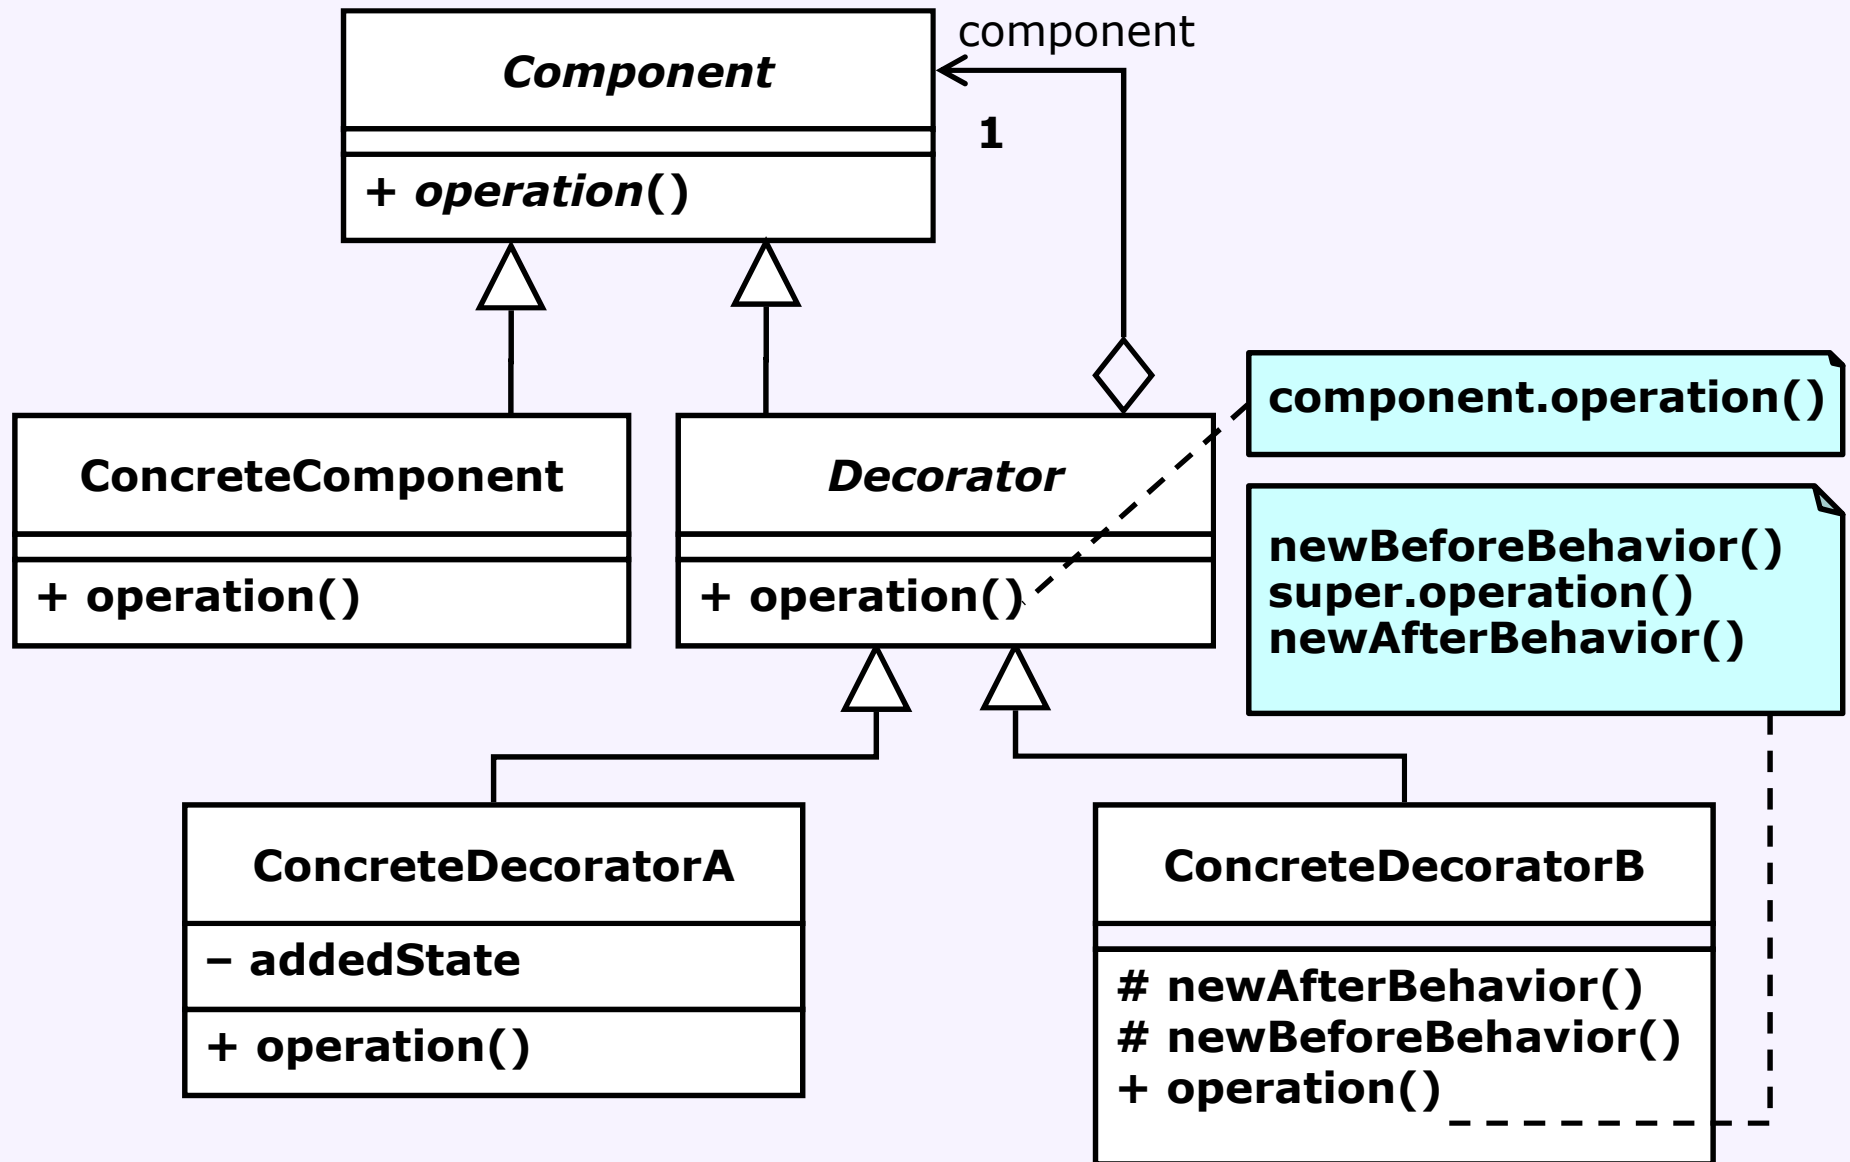 component
Component
1
+ operation()
component.operation()
ConcreteComponent
Decorator
newBeforeBehavior()
super.operation()
newAfterBehavior()
+ operation()
+ operation()
ConcreteDecoratorA
ConcreteDecoratorB
– addedState
# newAfterBehavior()
# newBeforeBehavior()
+ operation()
+ operation()